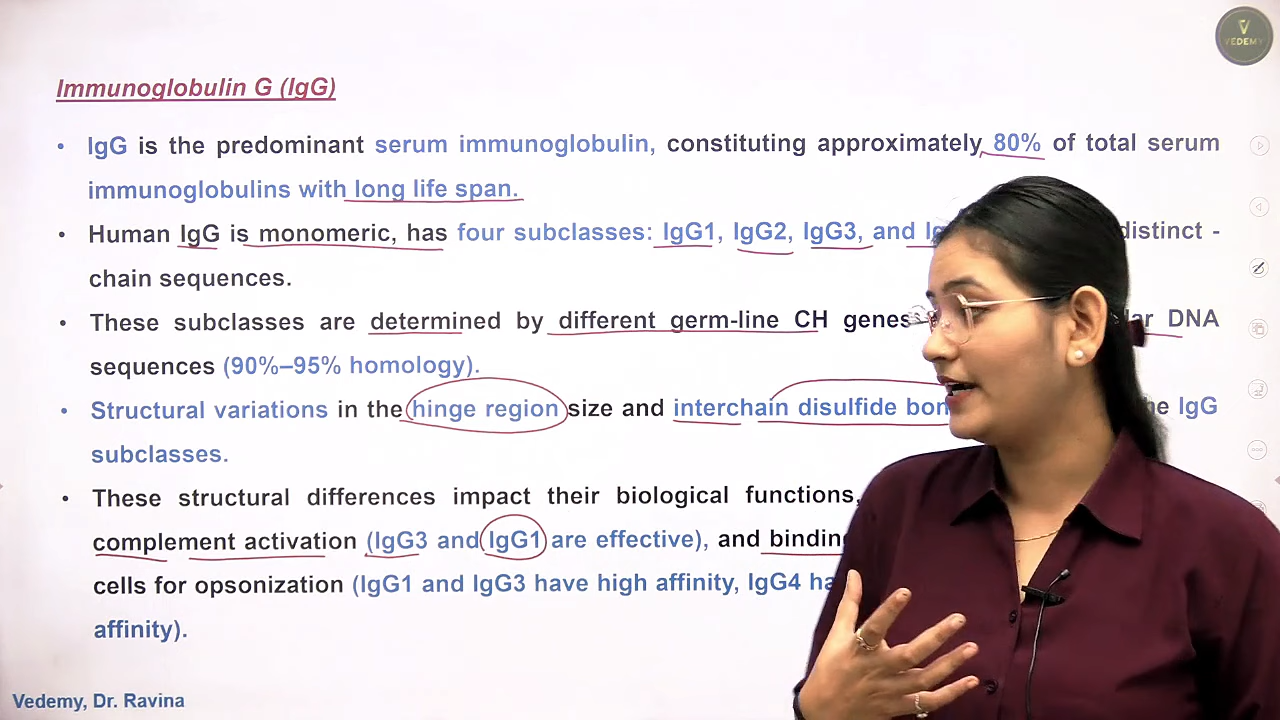 VEDEMY
Immunoglobulin G (IgG)
• IgG is the predominant serum immunoglobulin, constituting approximately 80% of total serum
immunoglobulins with long life span.
• Human IgG is monomeric, has four subclasses: IgG1, IgG2, IgG3, and distinct -
chain sequences.
• These subclasses are determined by different germ-line CH genes DNA
sequences (90%–95% homology).
• Structural variations in the hinge region size and interchain disulfide IgG
subclasses.
• These structural differences impact their biological functions,
complement activation (IgG3 and IgG1 are effective), and
cells for opsonization (IgG1 and IgG3 have high affinity, IgG4
affinity).
Vedemy, Dr. Ravina